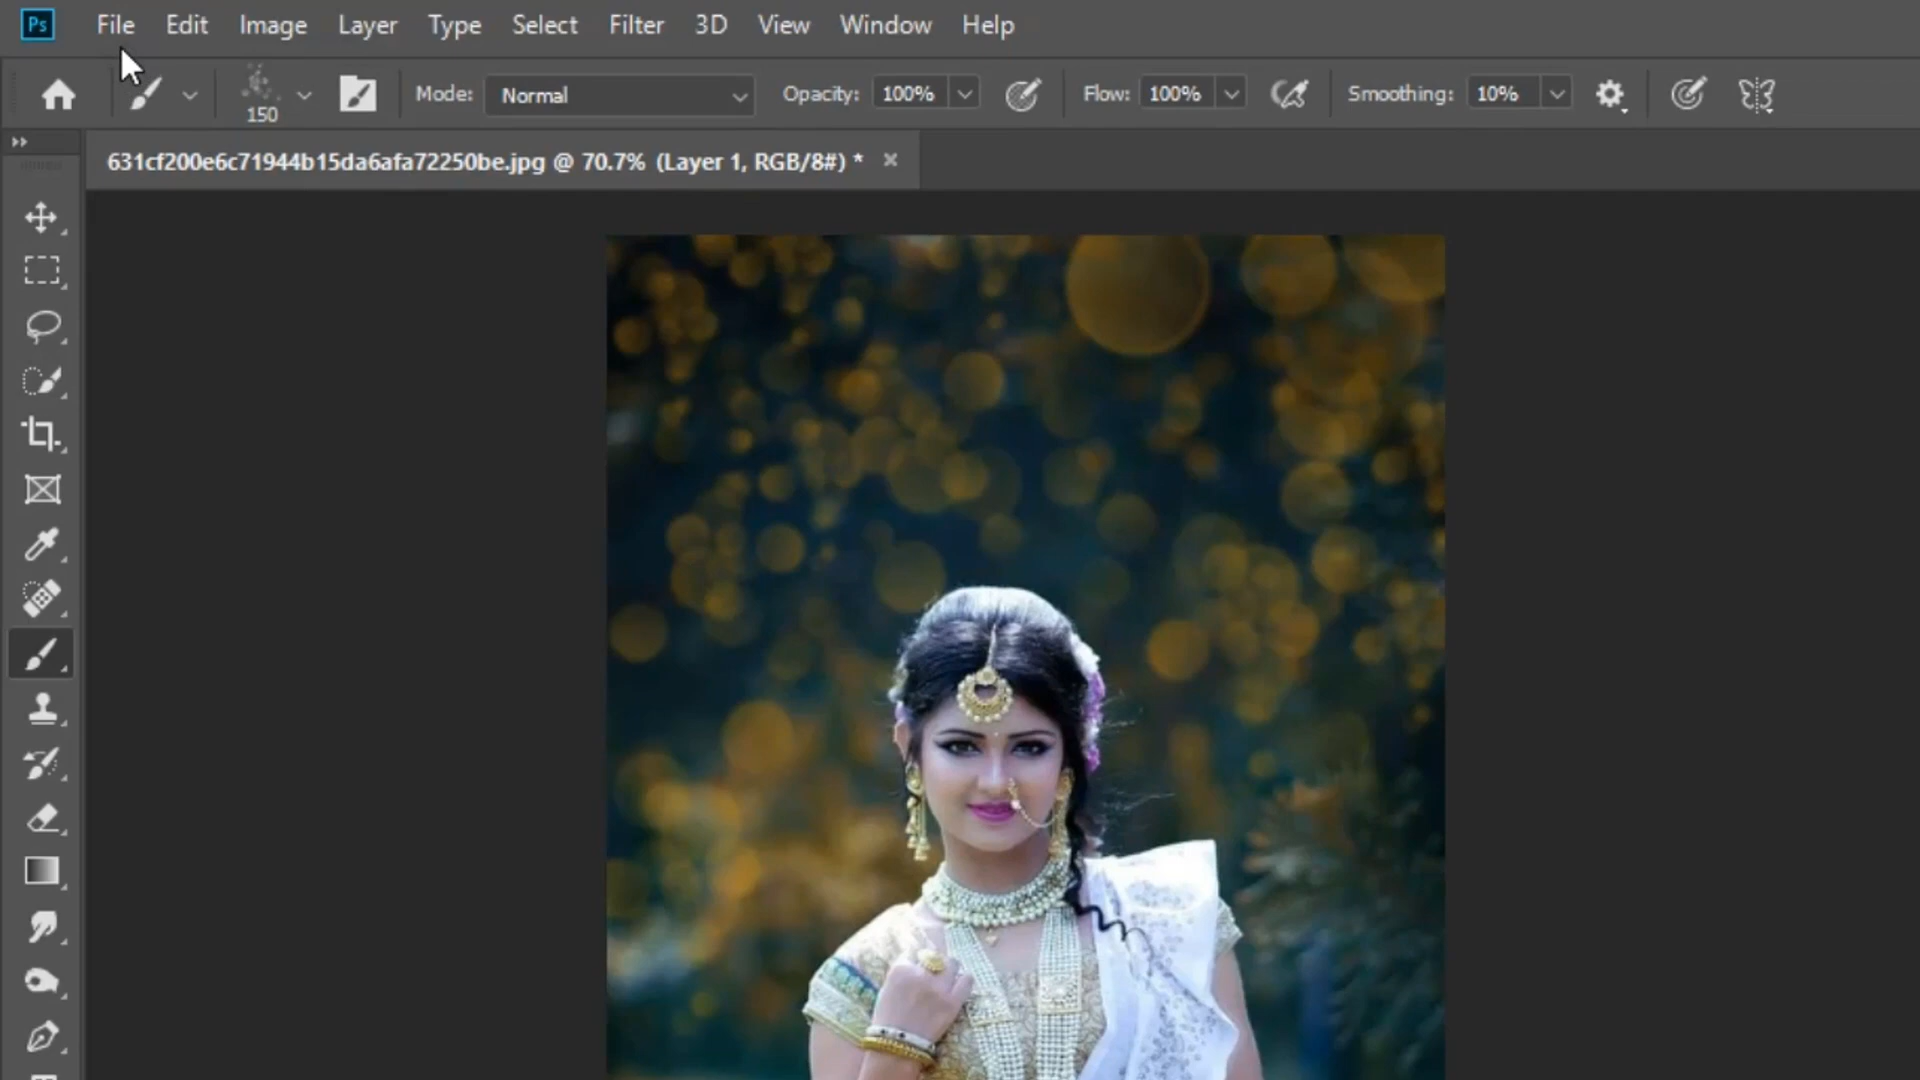 Ps File Edit Image Layer Type Select Filter 3D View Window Help
150 Mode: Normal Opacity: 100% Flow: 100% Smoothing: 10%
631cf200e6c71944b15da6afa72250be.jpg @ 70.7% (Layer 1, RGB/8#) * ×